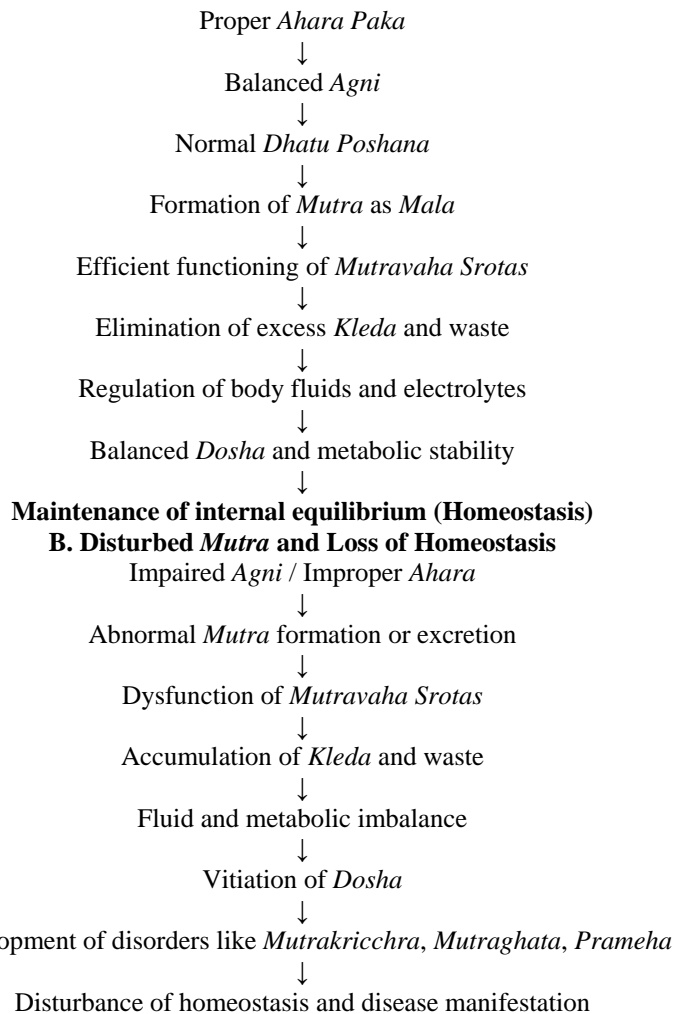 Proper Ahara Paka
↓
Balanced Agni
↓
Normal Dhatu Poshana
↓
Formation of Mutra as Mala
↓
Efficient functioning of Mutravaha Srotas
↓
Elimination of excess Kleda and waste
↓
Regulation of body fluids and electrolytes
↓
Balanced Dosha and metabolic stability
↓
Maintenance of internal equilibrium (Homeostasis)
B. Disturbed Mutra and Loss of Homeostasis
Impaired Agni / Improper Ahara
↓
Abnormal Mutra formation or excretion
↓
Dysfunction of Mutravaha Srotas
↓
Accumulation of Kleda and waste
↓
Fluid and metabolic imbalance
↓
Vitiation of Dosha
↓
opment of disorders like Mutrakricchra, Mutraghata, Prameha
↓
Disturbance of homeostasis and disease manifestation